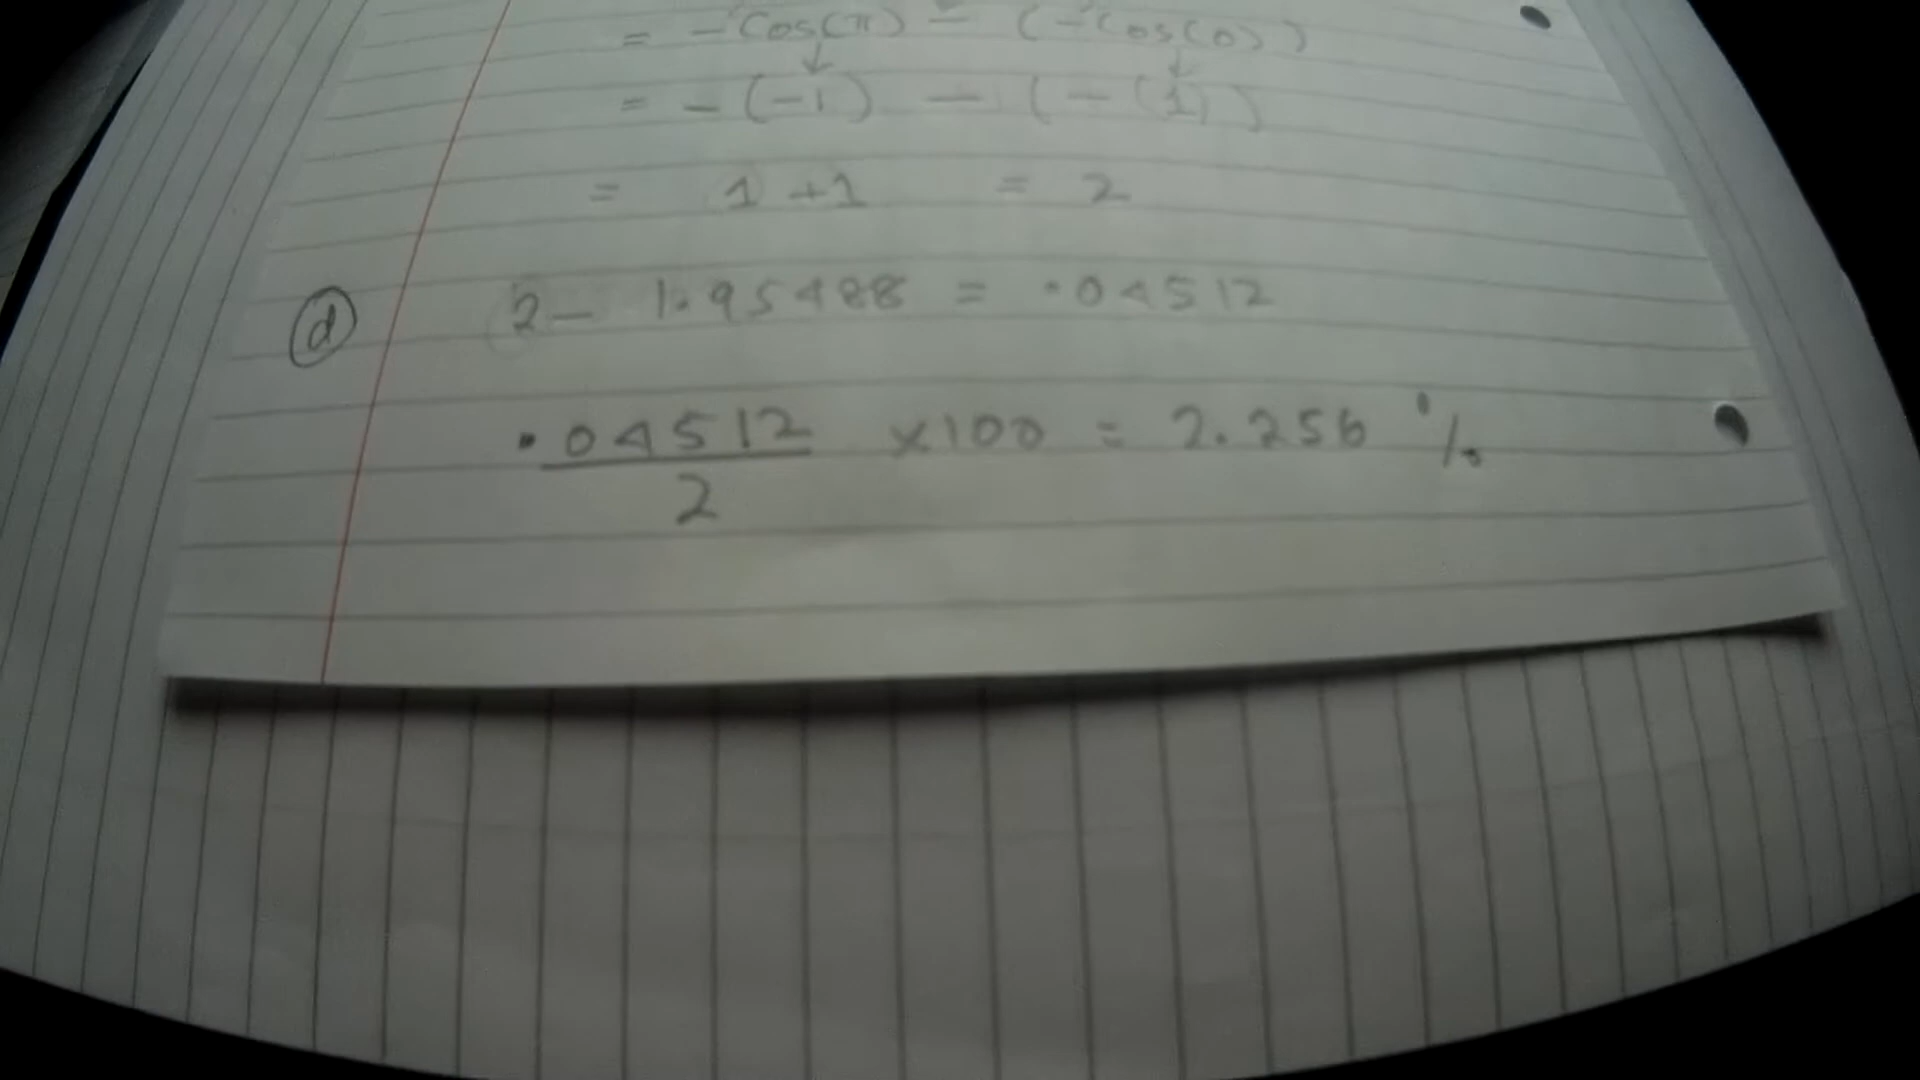 = -cos(π) - (-cos(0))
↓ ↓
= -(-1) - (-(1))
= 1 +1 = 2
(d) 2 - 1.95488 = .04512
.04512 ×100 = 2.256 %
2